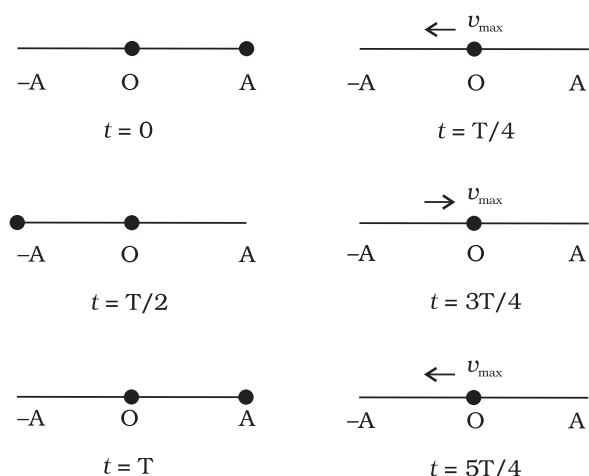 v_max
–A O A –A O A
t = 0 t = T/4
v_max
–A O A –A O A
t = T/2 t = 3T/4
v_max
–A O A –A O A
t = T t = 5T/4